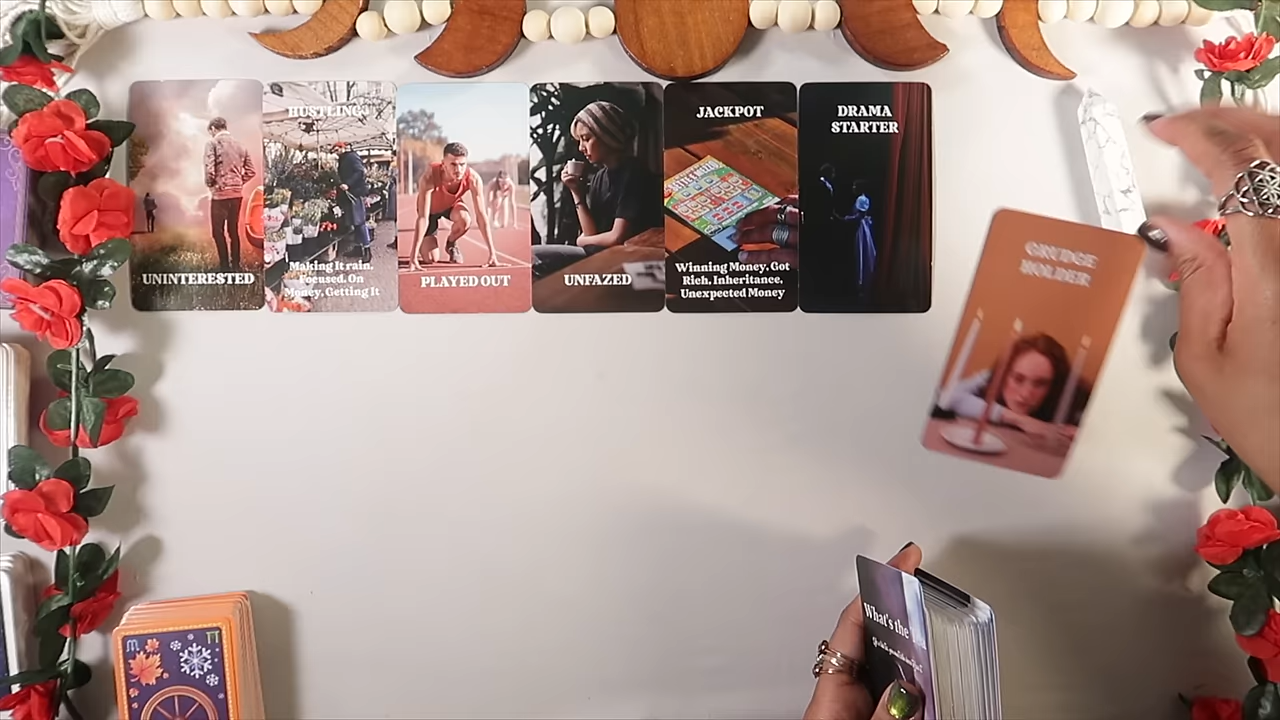 UNINTERESTED
HUSTLING
Making It rain.
Focused. On
Money. Getting It
PLAYED OUT
UNFAZED
JACKPOT
Winning Money. Got
Rich. Inheritance.
Unexpected Money
DRAMA
STARTER
GRUDGE
HOLDER
What's the